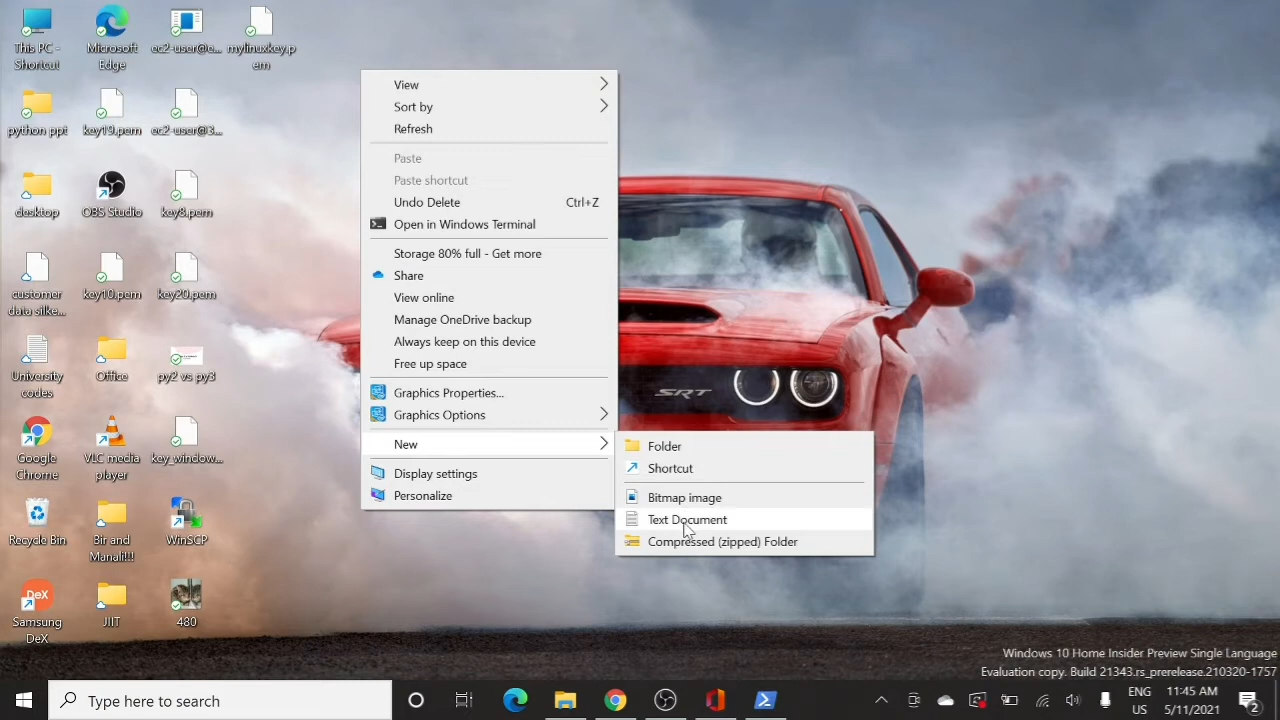 This PC -
Shortcut
Microsoft
Edge
ec2-user@e...
mylinuxkey.p
em
python ppt
key19.pem
ec2-user@3...
desktop
OBS Studio
key8.pem
customer
data silke...
key10.pem
key20.pem
University
codes
Office
py2 vs py3
Google
Chrome
VLC media
player
key_window...
Recycle Bin
Bir and
Manali!!!
WinSCP
DeX
Samsung
DeX
JIIT
480
View
Sort by
Refresh
Paste
Paste shortcut
Undo Delete Ctrl+Z
Open in Windows Terminal
Storage 80% full - Get more
Share
View online
Manage OneDrive backup
Always keep on this device
Free up space
Graphics Properties...
Graphics Options
New
Display settings
Personalize
Folder
Shortcut
Bitmap image
Text Document
Compressed (zipped) Folder
SRT
Windows 10 Home Insider Preview Single Language
Evaluation copy. Build 21343.rs_prerelease.210320-1757
Type here to search
ENG
US
11:45 AM
5/11/2021
2